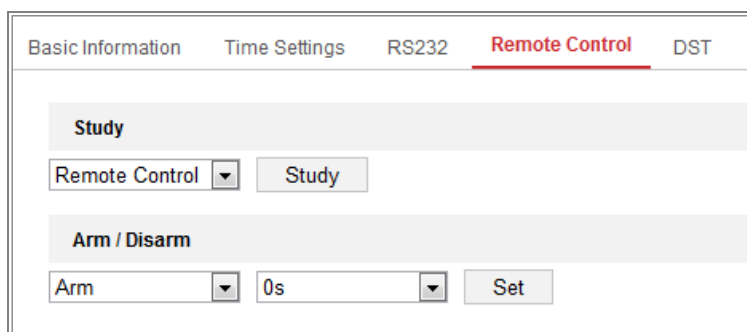 Basic Information Time Settings RS232 Remote Control DST
Study
Remote Control Study
Arm / Disarm
Arm 0s Set